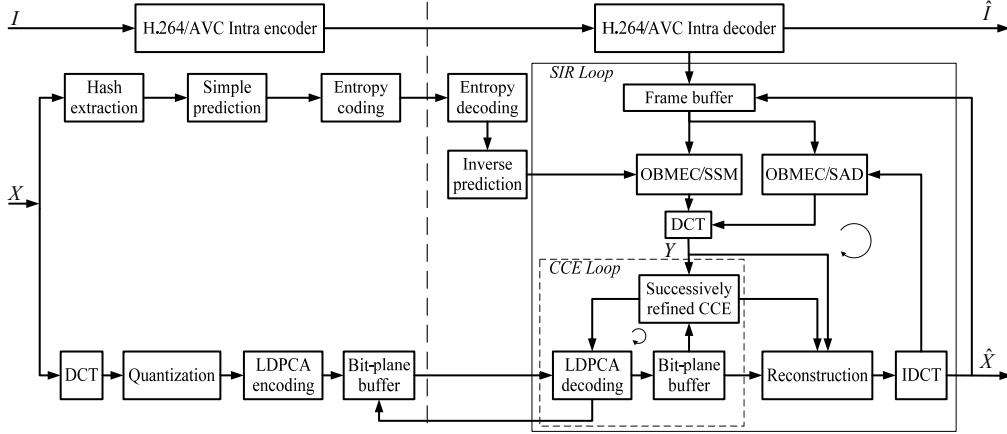 I
H.264/AVC Intra encoder
H.264/AVC Intra decoder
Î
SIR Loop
Hash
extraction
Simple
prediction
Entropy
coding
Entropy
decoding
Frame buffer
Inverse
prediction
OBMEC/SSM
OBMEC/SAD
X
DCT
Y
CCE Loop
Successively
refined CCE
DCT
Quantization
LDPCA
encoding
Bit-plane
buffer
LDPCA
decoding
Bit-plane
buffer
Reconstruction
IDCT
X̂